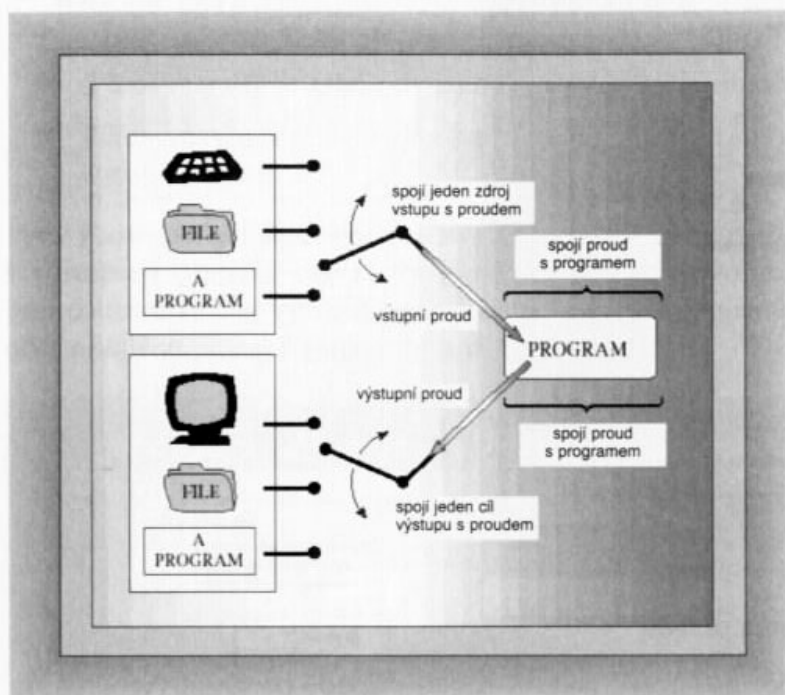 FILE
A
PROGRAM
spojí jeden zdroj
vstupu s proudem
vstupní proud
spojí proud
s programem
PROGRAM
výstupní proud
spojí proud
s programem
FILE
A
PROGRAM
spojí jeden cíl
výstupu s proudem